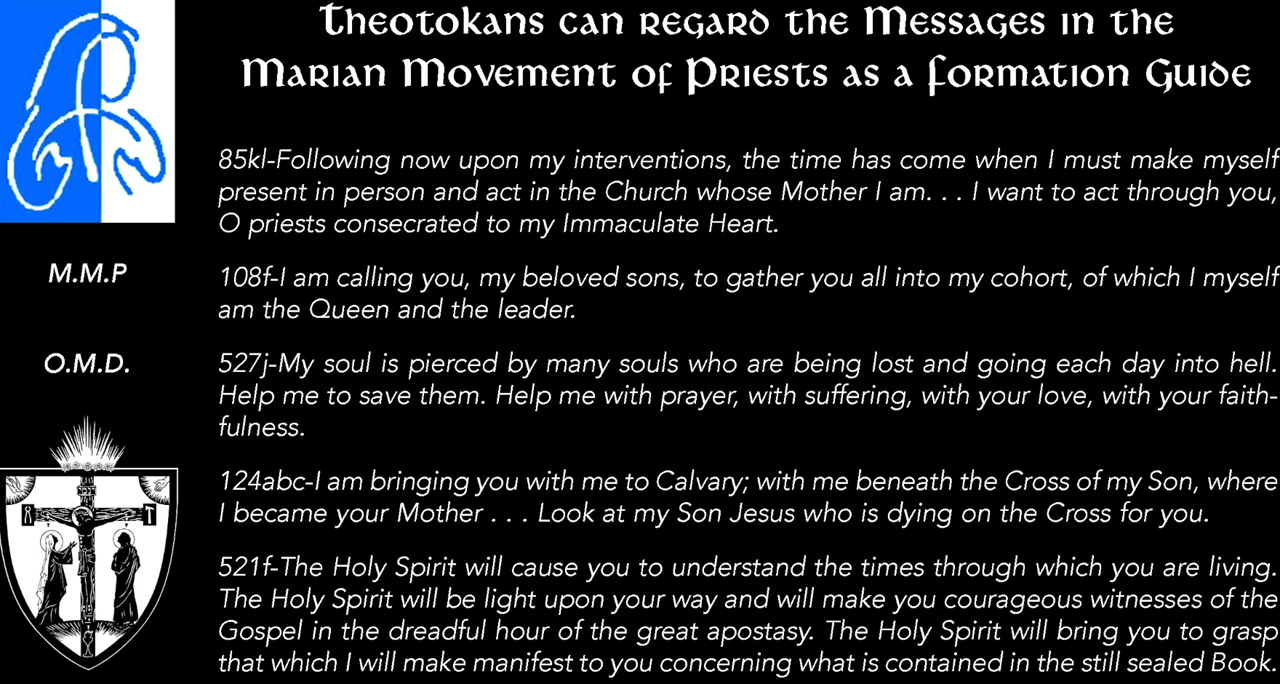 Theotokans can regard the Messages in the
Marian Movement of Priests as a Formation Guide
85kl-Following now upon my interventions, the time has come when I must make myself
present in person and act in the Church whose Mother I am. . . I want to act through you,
O priests consecrated to my Immaculate Heart.
M.M.P
108f-I am calling you, my beloved sons, to gather you all into my cohort, of which I myself
am the Queen and the leader.
O.M.D.
527j-My soul is pierced by many souls who are being lost and going each day into hell.
Help me to save them. Help me with prayer, with suffering, with your love, with your faith-
fulness.
124abc-I am bringing you with me to Calvary; with me beneath the Cross of my Son, where
I became your Mother . . . Look at my Son Jesus who is dying on the Cross for you.
521f-The Holy Spirit will cause you to understand the times through which you are living.
The Holy Spirit will be light upon your way and will make you courageous witnesses of the
Gospel in the dreadful hour of the great apostasy. The Holy Spirit will bring you to grasp
that which I will make manifest to you concerning what is contained in the still sealed Book.